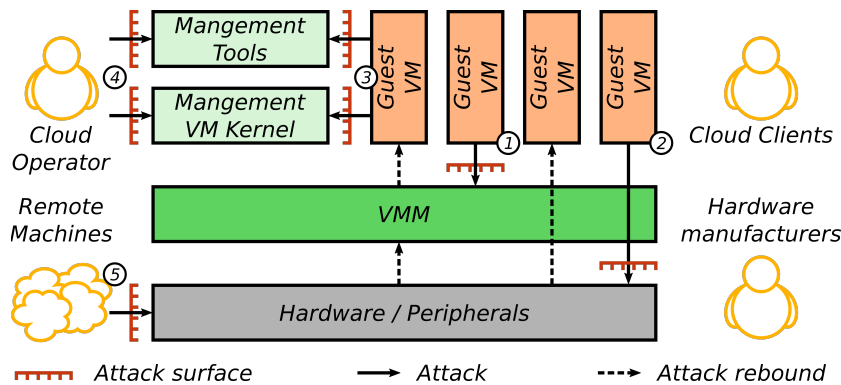 Mangement
Tools
Mangement
VM Kernel
4
3
Guest
VM
Guest
VM
Guest
VM
Guest
VM
1
2
Cloud
Operator
Cloud Clients
Remote
Machines
VMM
Hardware
manufacturers
5
Hardware / Peripherals
Attack surface
Attack
Attack rebound